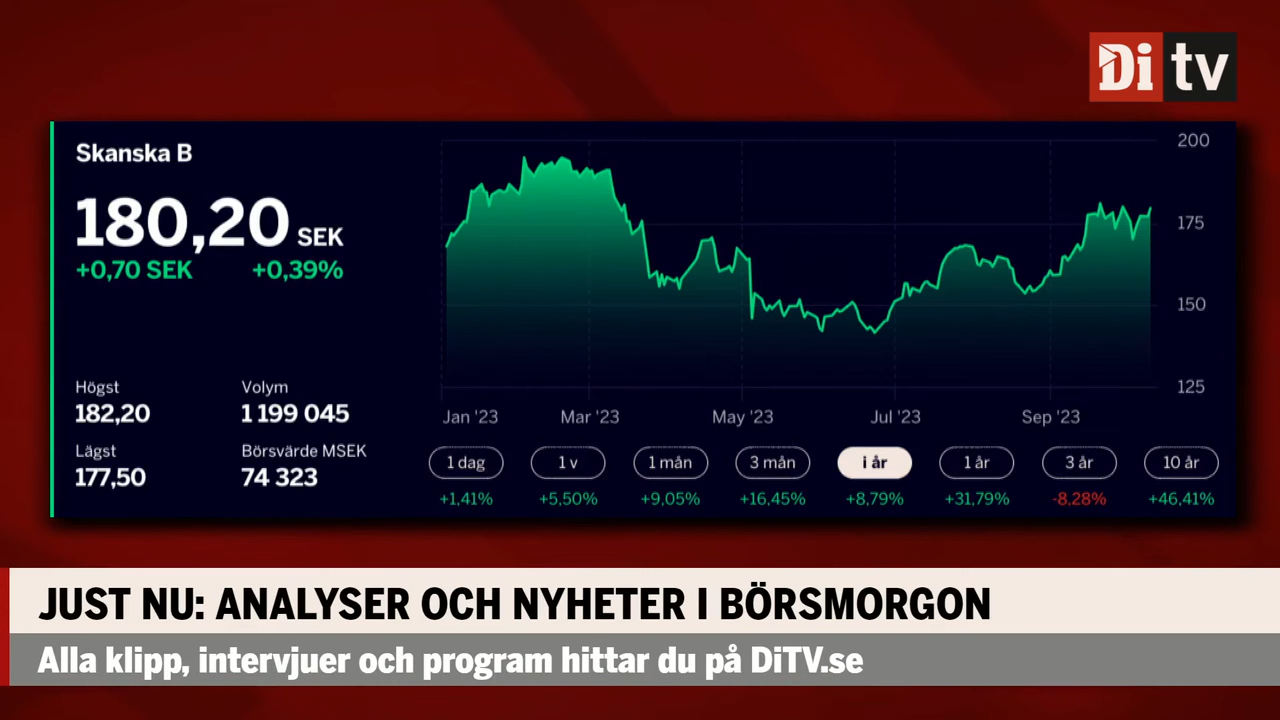 Di tv
Skanska B
180,20 SEK
+0,70 SEK +0,39%
Högst Volym
182,20 1 199 045
Lägst Börsvärde MSEK
177,50 74 323
200
175
150
125
Jan '23 Mar '23 May '23 Jul '23 Sep '23
1 dag 1 v 1 mån 3 mån i år 1 år 3 år 10 år
+1,41% +5,50% +9,05% +16,45% +8,79% +31,79% -8,28% +46,41%
JUST NU: ANALYSER OCH NYHETER I BÖRSMORGON
Alla klipp, intervjuer och program hittar du på DiTV.se